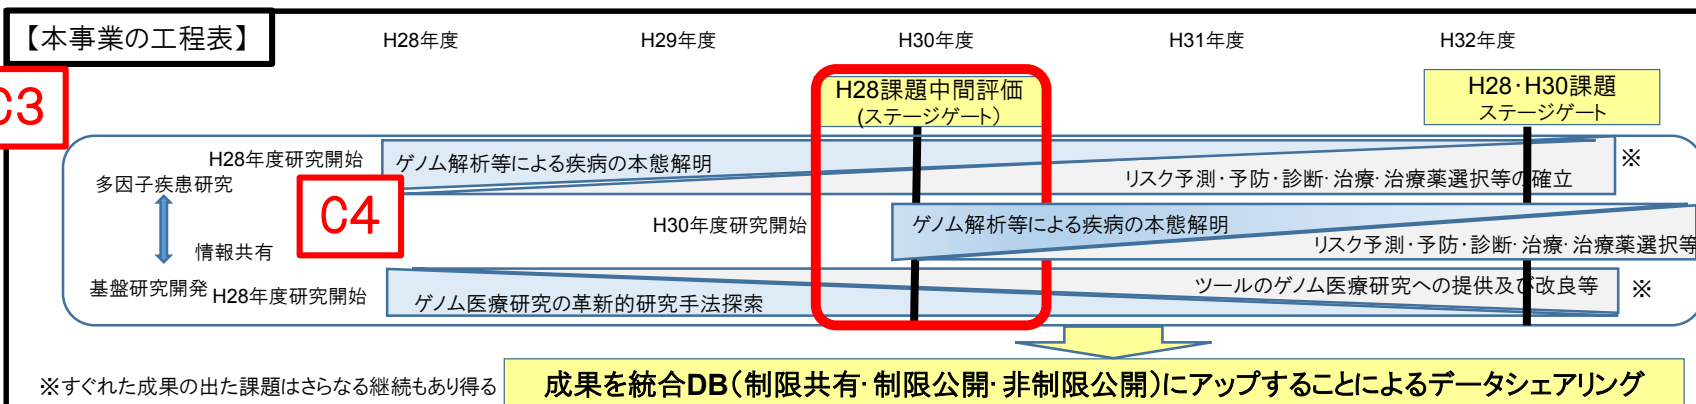 【本事業の工程表】
H28年度
H29年度
H30年度
H31年度
H32年度
C3
H28課題中間評価
(ステージゲート)
H28･H30課題
ステージゲート
H28年度研究開始
ゲノム解析等による疾病の本態解明
※
多因子疾患研究
リスク予測･予防･診断･治療･治療薬選択等の確立
C4
H30年度研究開始
ゲノム解析等による疾病の本態解明
情報共有
リスク予測･予防･診断･治療･治療薬選択等
基盤研究開発
H28年度研究開始
ツールのゲノム医療研究への提供及び改良等
※
ゲノム医療研究の革新的研究手法探索
※すぐれた成果の出た課題はさらなる継続もあり得る
成果を統合DB(制限共有･制限公開･非制限公開)にアップすることによるデータシェアリング